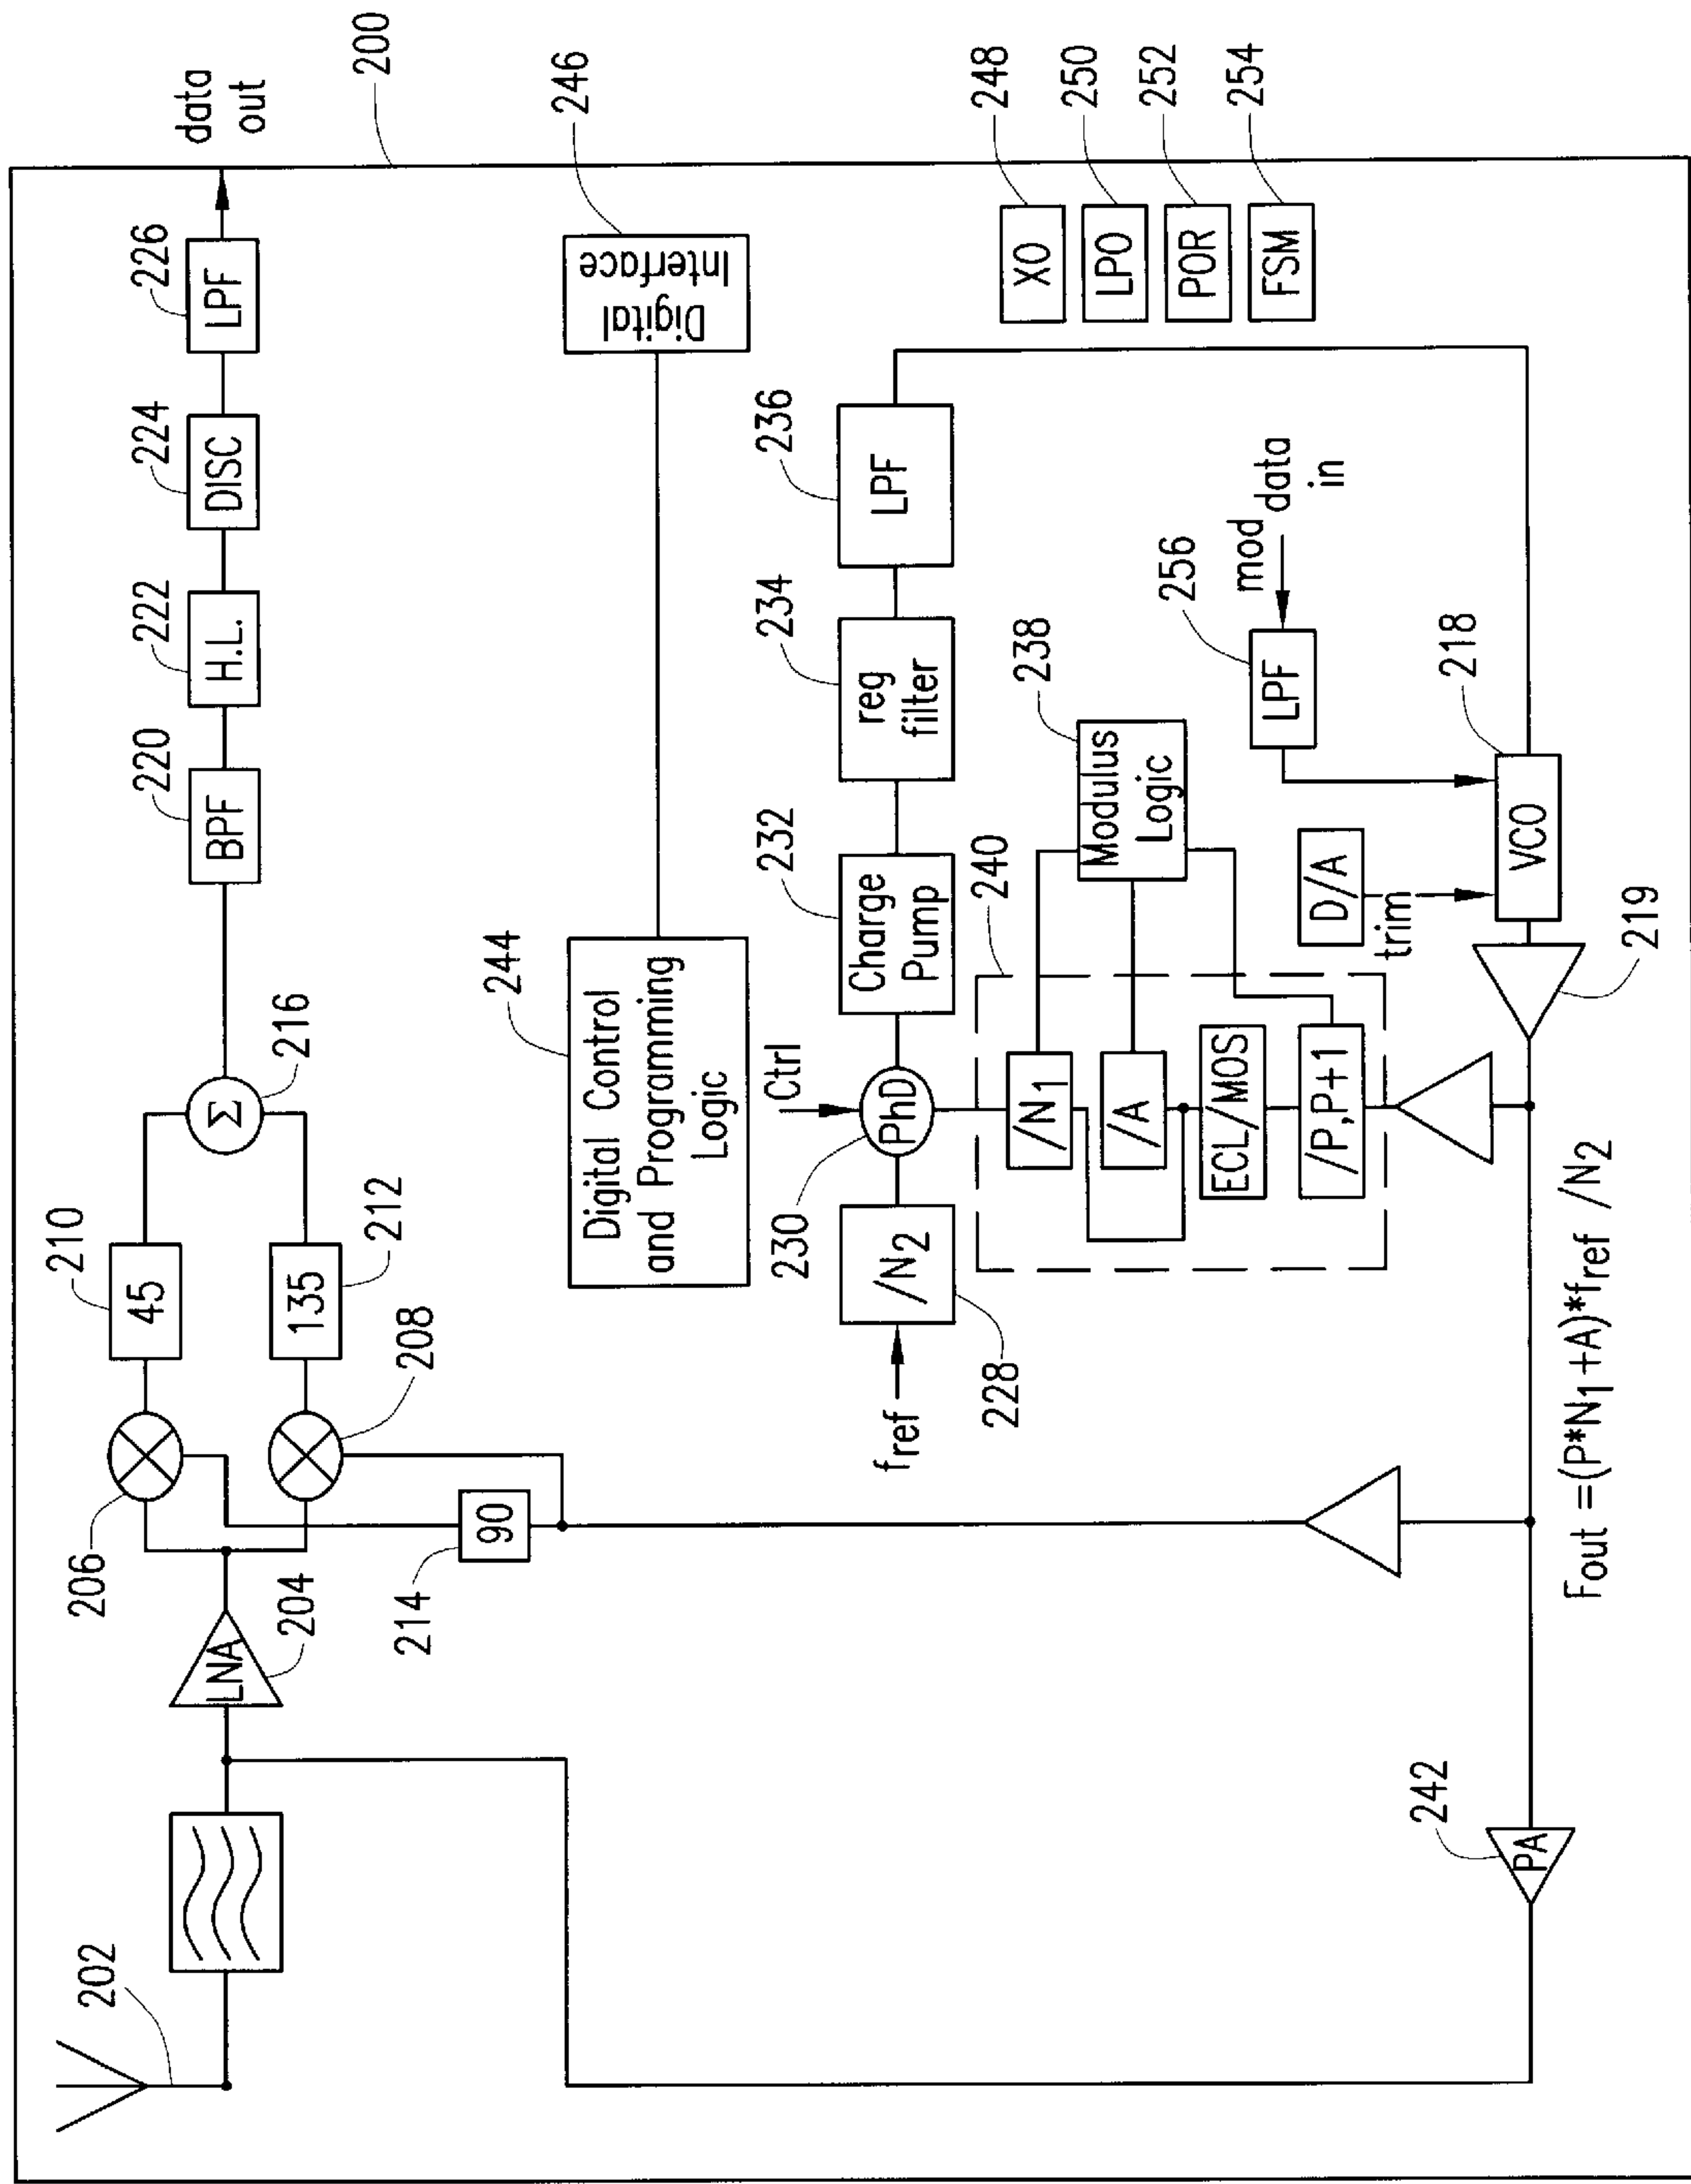 202
206
204
LNA
214
90
208
210
45
212
135
216
Σ
220
BPF
222
H.L.
224
DISC
226
LPF
data
out
200
244
Digital Control
and Programming
Logic
246
Digital
Interface
fref
228
/N2
230
Ctrl
PhD
232
Charge
Pump
234
reg
filter
236
LPF
248
XO
250
LPO
252
POR
254
FSM
240
/N1
/A
ECL/MOS
/P,P+1
238
Modulus
Logic
256
LPF
mod data
in
D/A
trim
VCO
218
219
242
PA
Fout =(P*N1+A)*fref /N2